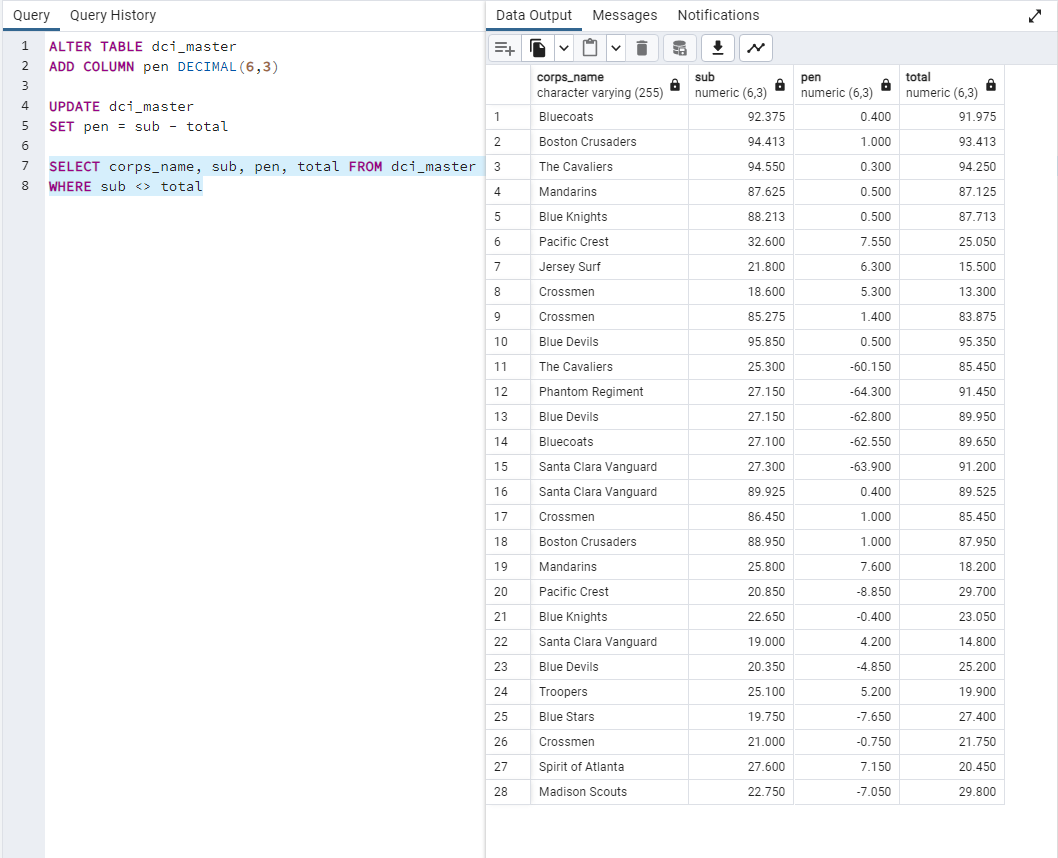 Query Query History
1 ALTER TABLE dci_master
2 ADD COLUMN pen DECIMAL(6,3)
3
4 UPDATE dci_master
5 SET pen = sub - total
6
7 SELECT corps_name, sub, pen, total FROM dci_master
8 WHERE sub <> total
Data Output Messages Notifications
corps_name sub pen total
character varying (255) numeric (6,3) numeric (6,3) numeric (6,3)
1 Bluecoats 92.375 0.400 91.975
2 Boston Crusaders 94.413 1.000 93.413
3 The Cavaliers 94.550 0.300 94.250
4 Mandarins 87.625 0.500 87.125
5 Blue Knights 88.213 0.500 87.713
6 Pacific Crest 32.600 7.550 25.050
7 Jersey Surf 21.800 6.300 15.500
8 Crossmen 18.600 5.300 13.300
9 Crossmen 85.275 1.400 83.875
10 Blue Devils 95.850 0.500 95.350
11 The Cavaliers 25.300 -60.150 85.450
12 Phantom Regiment 27.150 -64.300 91.450
13 Blue Devils 27.150 -62.800 89.950
14 Bluecoats 27.100 -62.550 89.650
15 Santa Clara Vanguard 27.300 -63.900 91.200
16 Santa Clara Vanguard 89.925 0.400 89.525
17 Crossmen 86.450 1.000 85.450
18 Boston Crusaders 88.950 1.000 87.950
19 Mandarins 25.800 7.600 18.200
20 Pacific Crest 20.850 -8.850 29.700
21 Blue Knights 22.650 -0.400 23.050
22 Santa Clara Vanguard 19.000 4.200 14.800
23 Blue Devils 20.350 -4.850 25.200
24 Troopers 25.100 5.200 19.900
25 Blue Stars 19.750 -7.650 27.400
26 Crossmen 21.000 -0.750 21.750
27 Spirit of Atlanta 27.600 7.150 20.450
28 Madison Scouts 22.750 -7.050 29.800